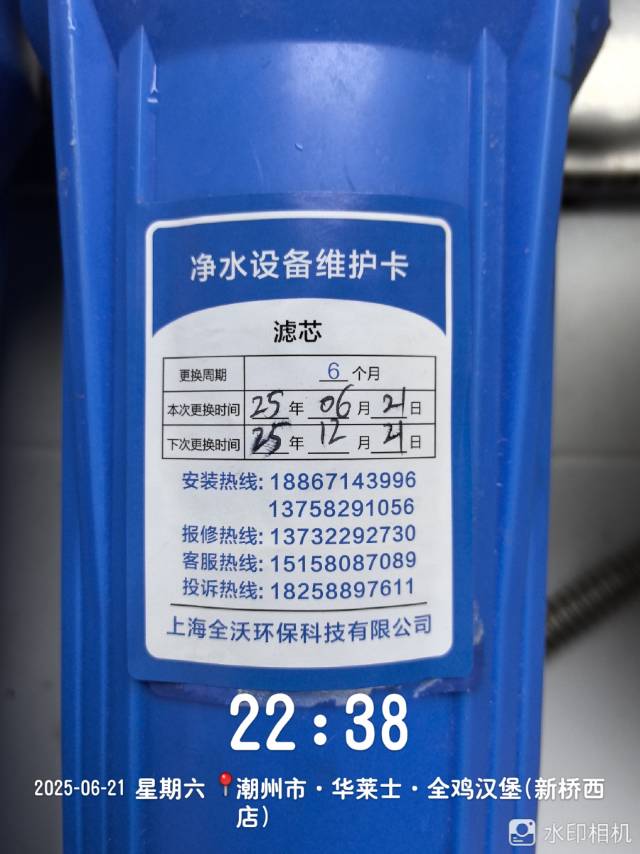 净水设备维护卡
滤芯
更换周期 6 个月
本次更换时间 25 年 06 月 21 日
下次更换时间 25 年 12 月 21 日
安装热线: 18867143996
13758291056
报修热线: 13732292730
客服热线: 15158087089
投诉热线: 18258897611
上海全沃环保科技有限公司
22:38
2025-06-21 星期六 潮州市·华莱士·全鸡汉堡(新桥西
店)
水印相机